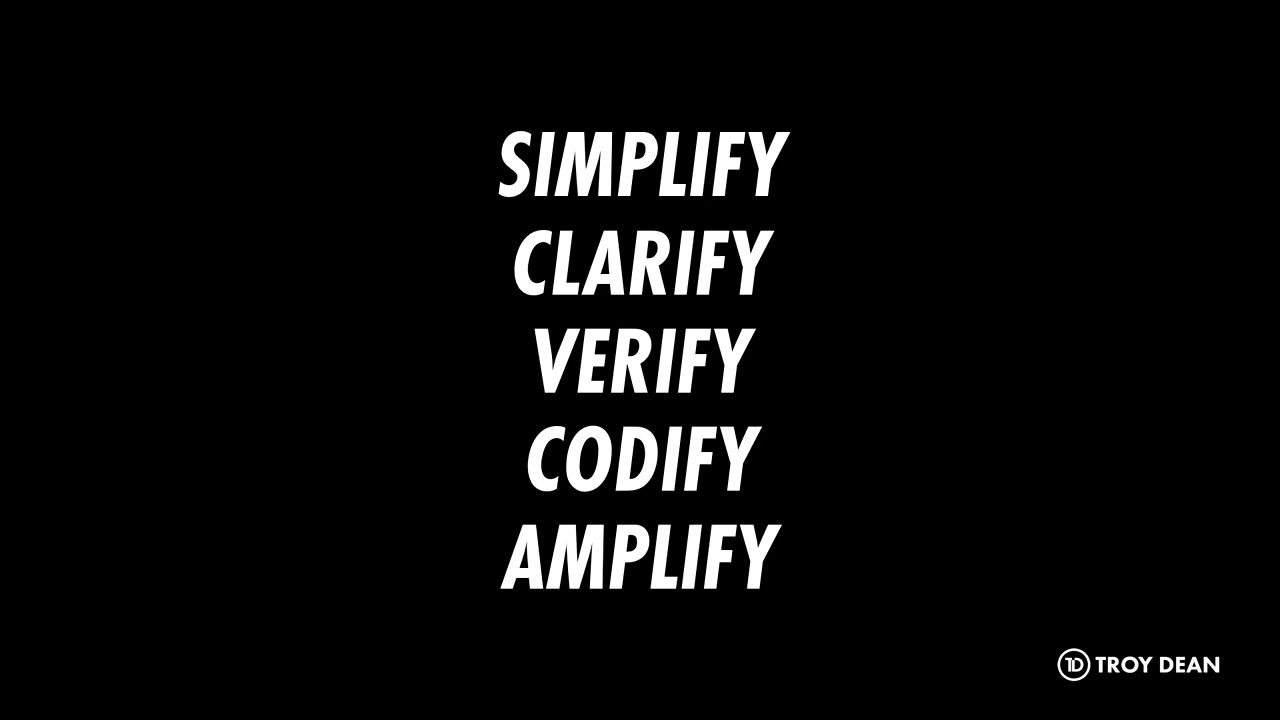 SIMPLIFY
CLARIFY
VERIFY
CODIFY
AMPLIFY
TD TROY DEAN